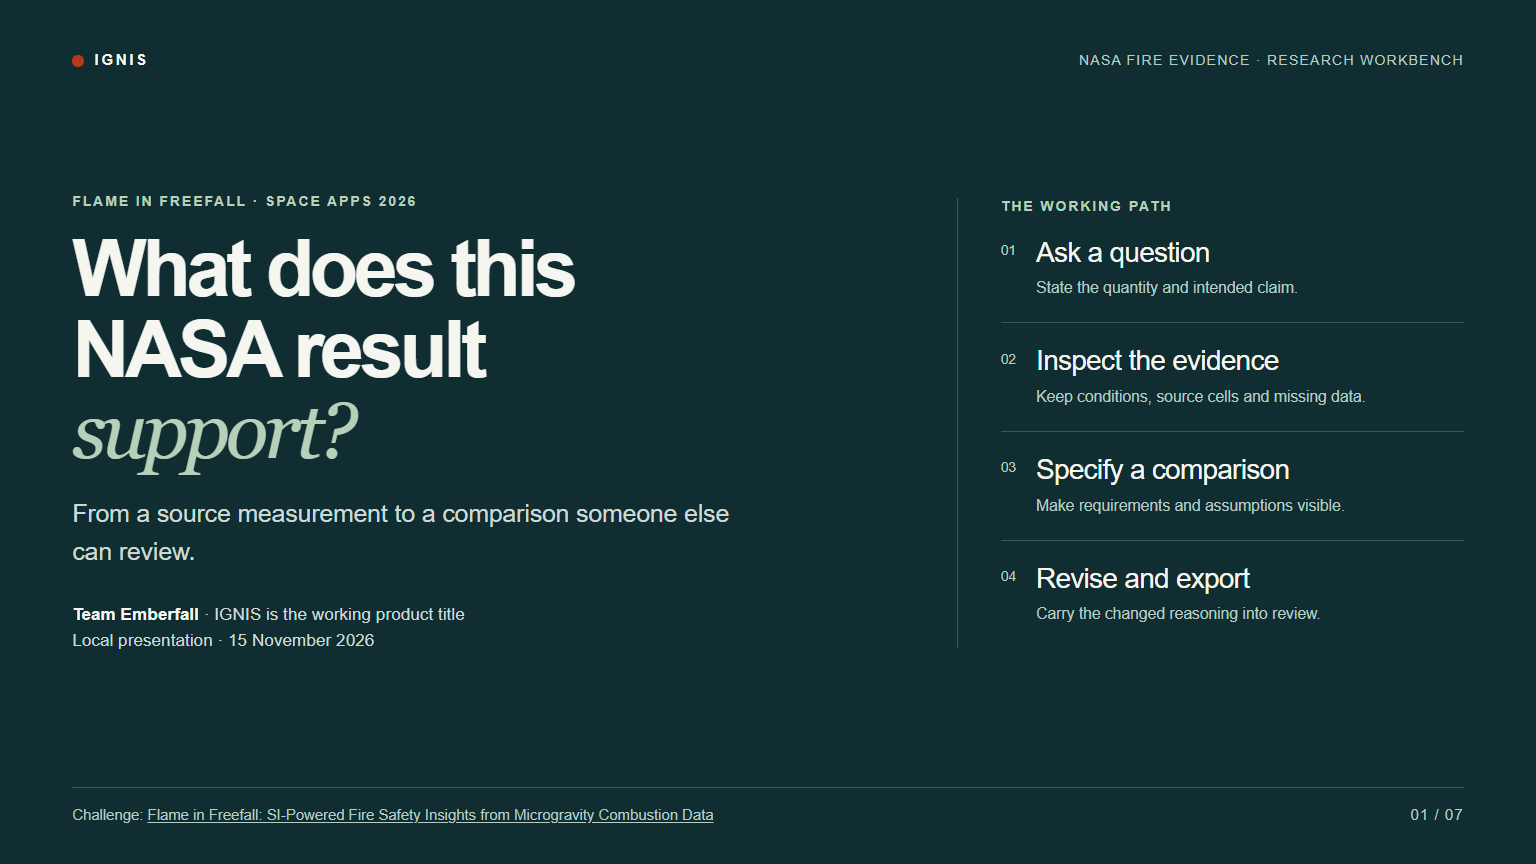 IGNIS
NASA FIRE EVIDENCE · RESEARCH WORKBENCH
FLAME IN FREEFALL · SPACE APPS 2026
What does this
NASA result
support?
From a source measurement to a comparison someone else
can review.
Team Emberfall · IGNIS is the working product title
Local presentation · 15 November 2026
THE WORKING PATH
01 Ask a question
State the quantity and intended claim.
02 Inspect the evidence
Keep conditions, source cells and missing data.
03 Specify a comparison
Make requirements and assumptions visible.
04 Revise and export
Carry the changed reasoning into review.
Challenge: Flame in Freefall: SI-Powered Fire Safety Insights from Microgravity Combustion Data
01 / 07